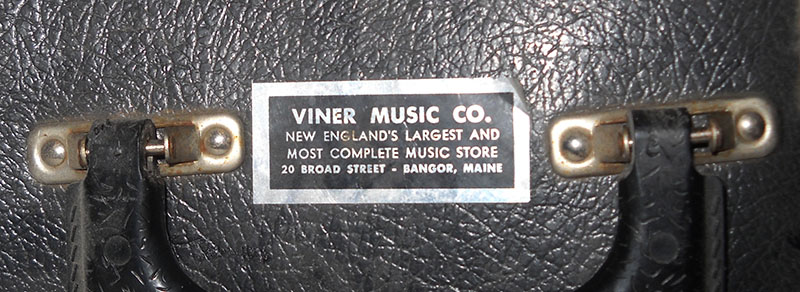 VINER MUSIC CO.
NEW ENGLAND'S LARGEST AND
MOST COMPLETE MUSIC STORE
20 BROAD STREET - BANGOR, MAINE